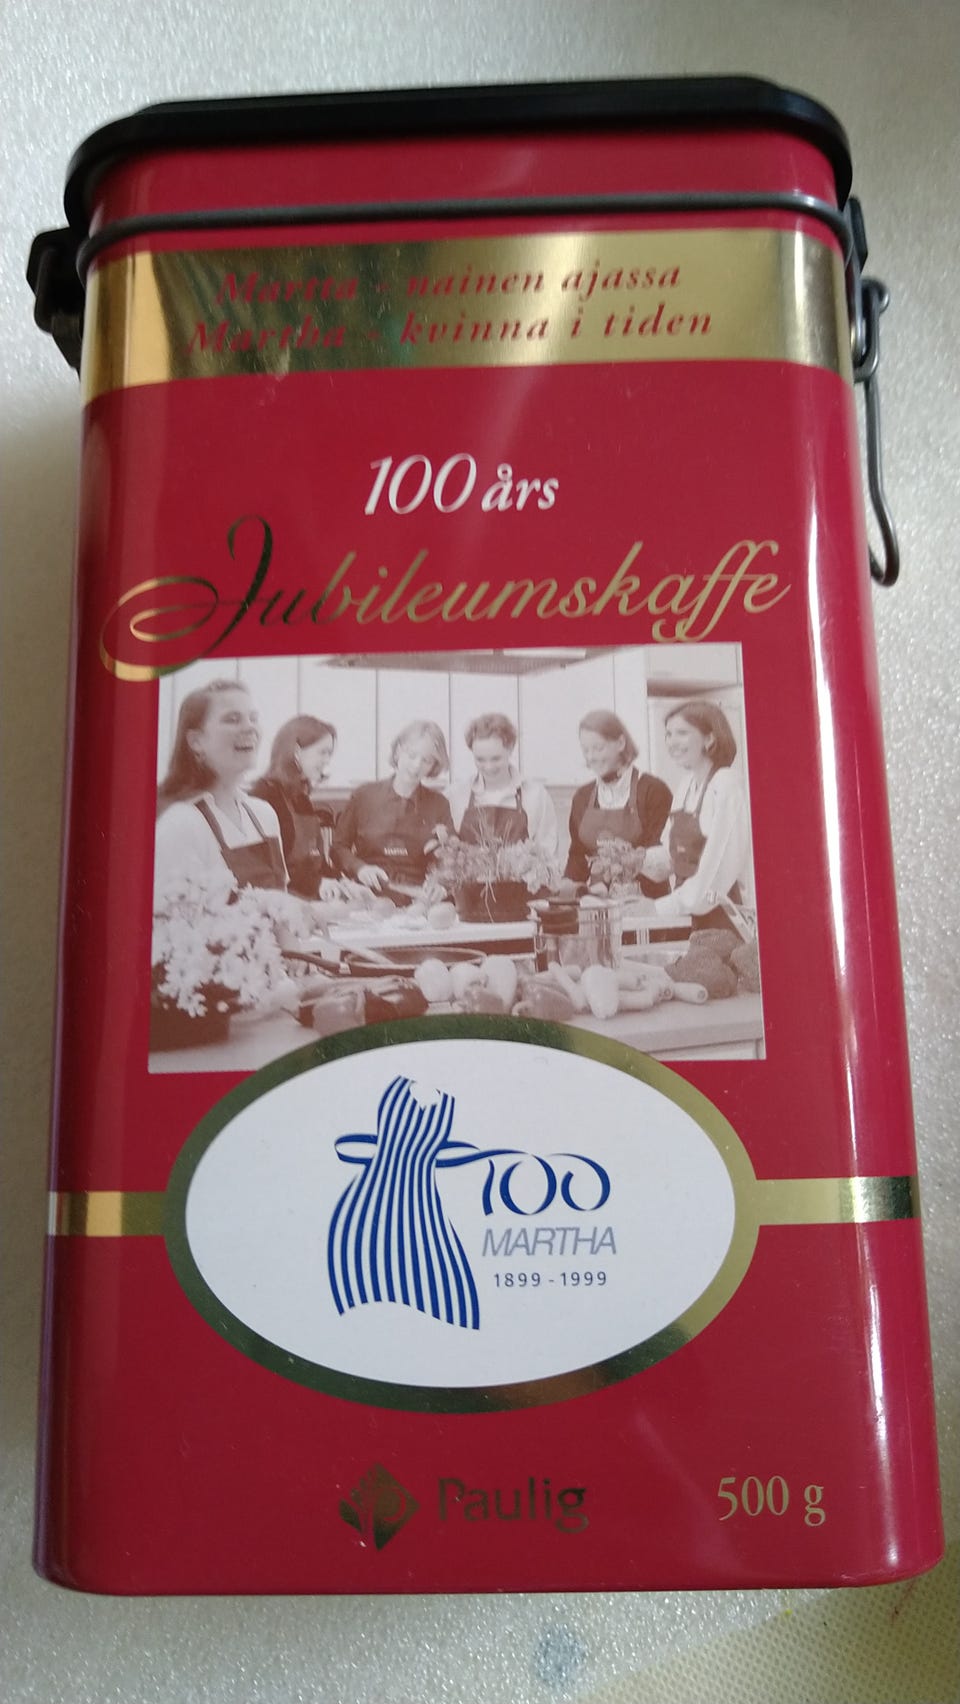 Martta - nainen ajassa
Martha - kvinna i tiden
100 års
Jubileumskaffe
100
MARTHA
1899 - 1999
Paulig
500 g